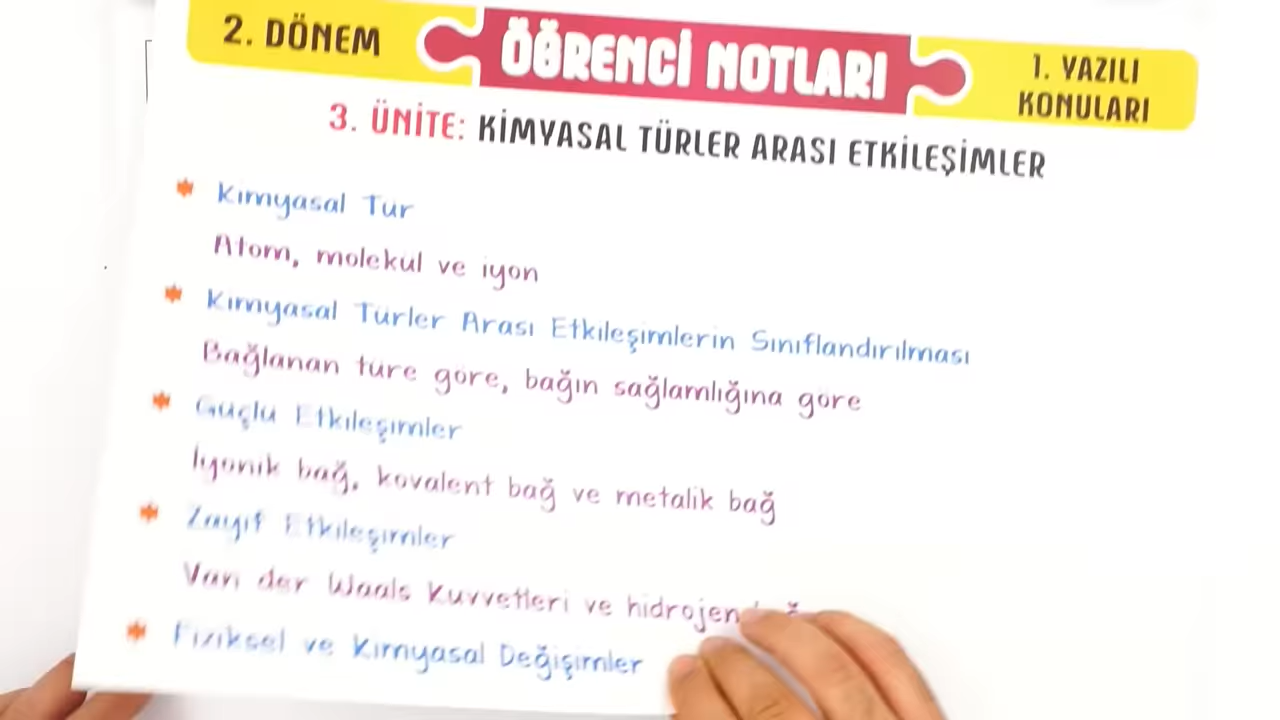 2. DÖNEM
ÖĞRENCİ NOTLARI
1. YAZILI
KONULARI
3. ÜNİTE: KİMYASAL TÜRLER ARASI ETKİLEŞİMLER
Kimyasal Tür
Atom, molekül ve iyon
Kimyasal Türler Arası Etkileşimlerin Sınıflandırılması
Bağlanan türe göre, bağın sağlamlığına göre
Güçlü Etkileşimler
İyonik bağ, kovalent bağ ve metalik bağ
Zayıf Etkileşimler
Van der Waals kuvvetleri ve hidrojen
Fiziksel ve Kimyasal Değişimler